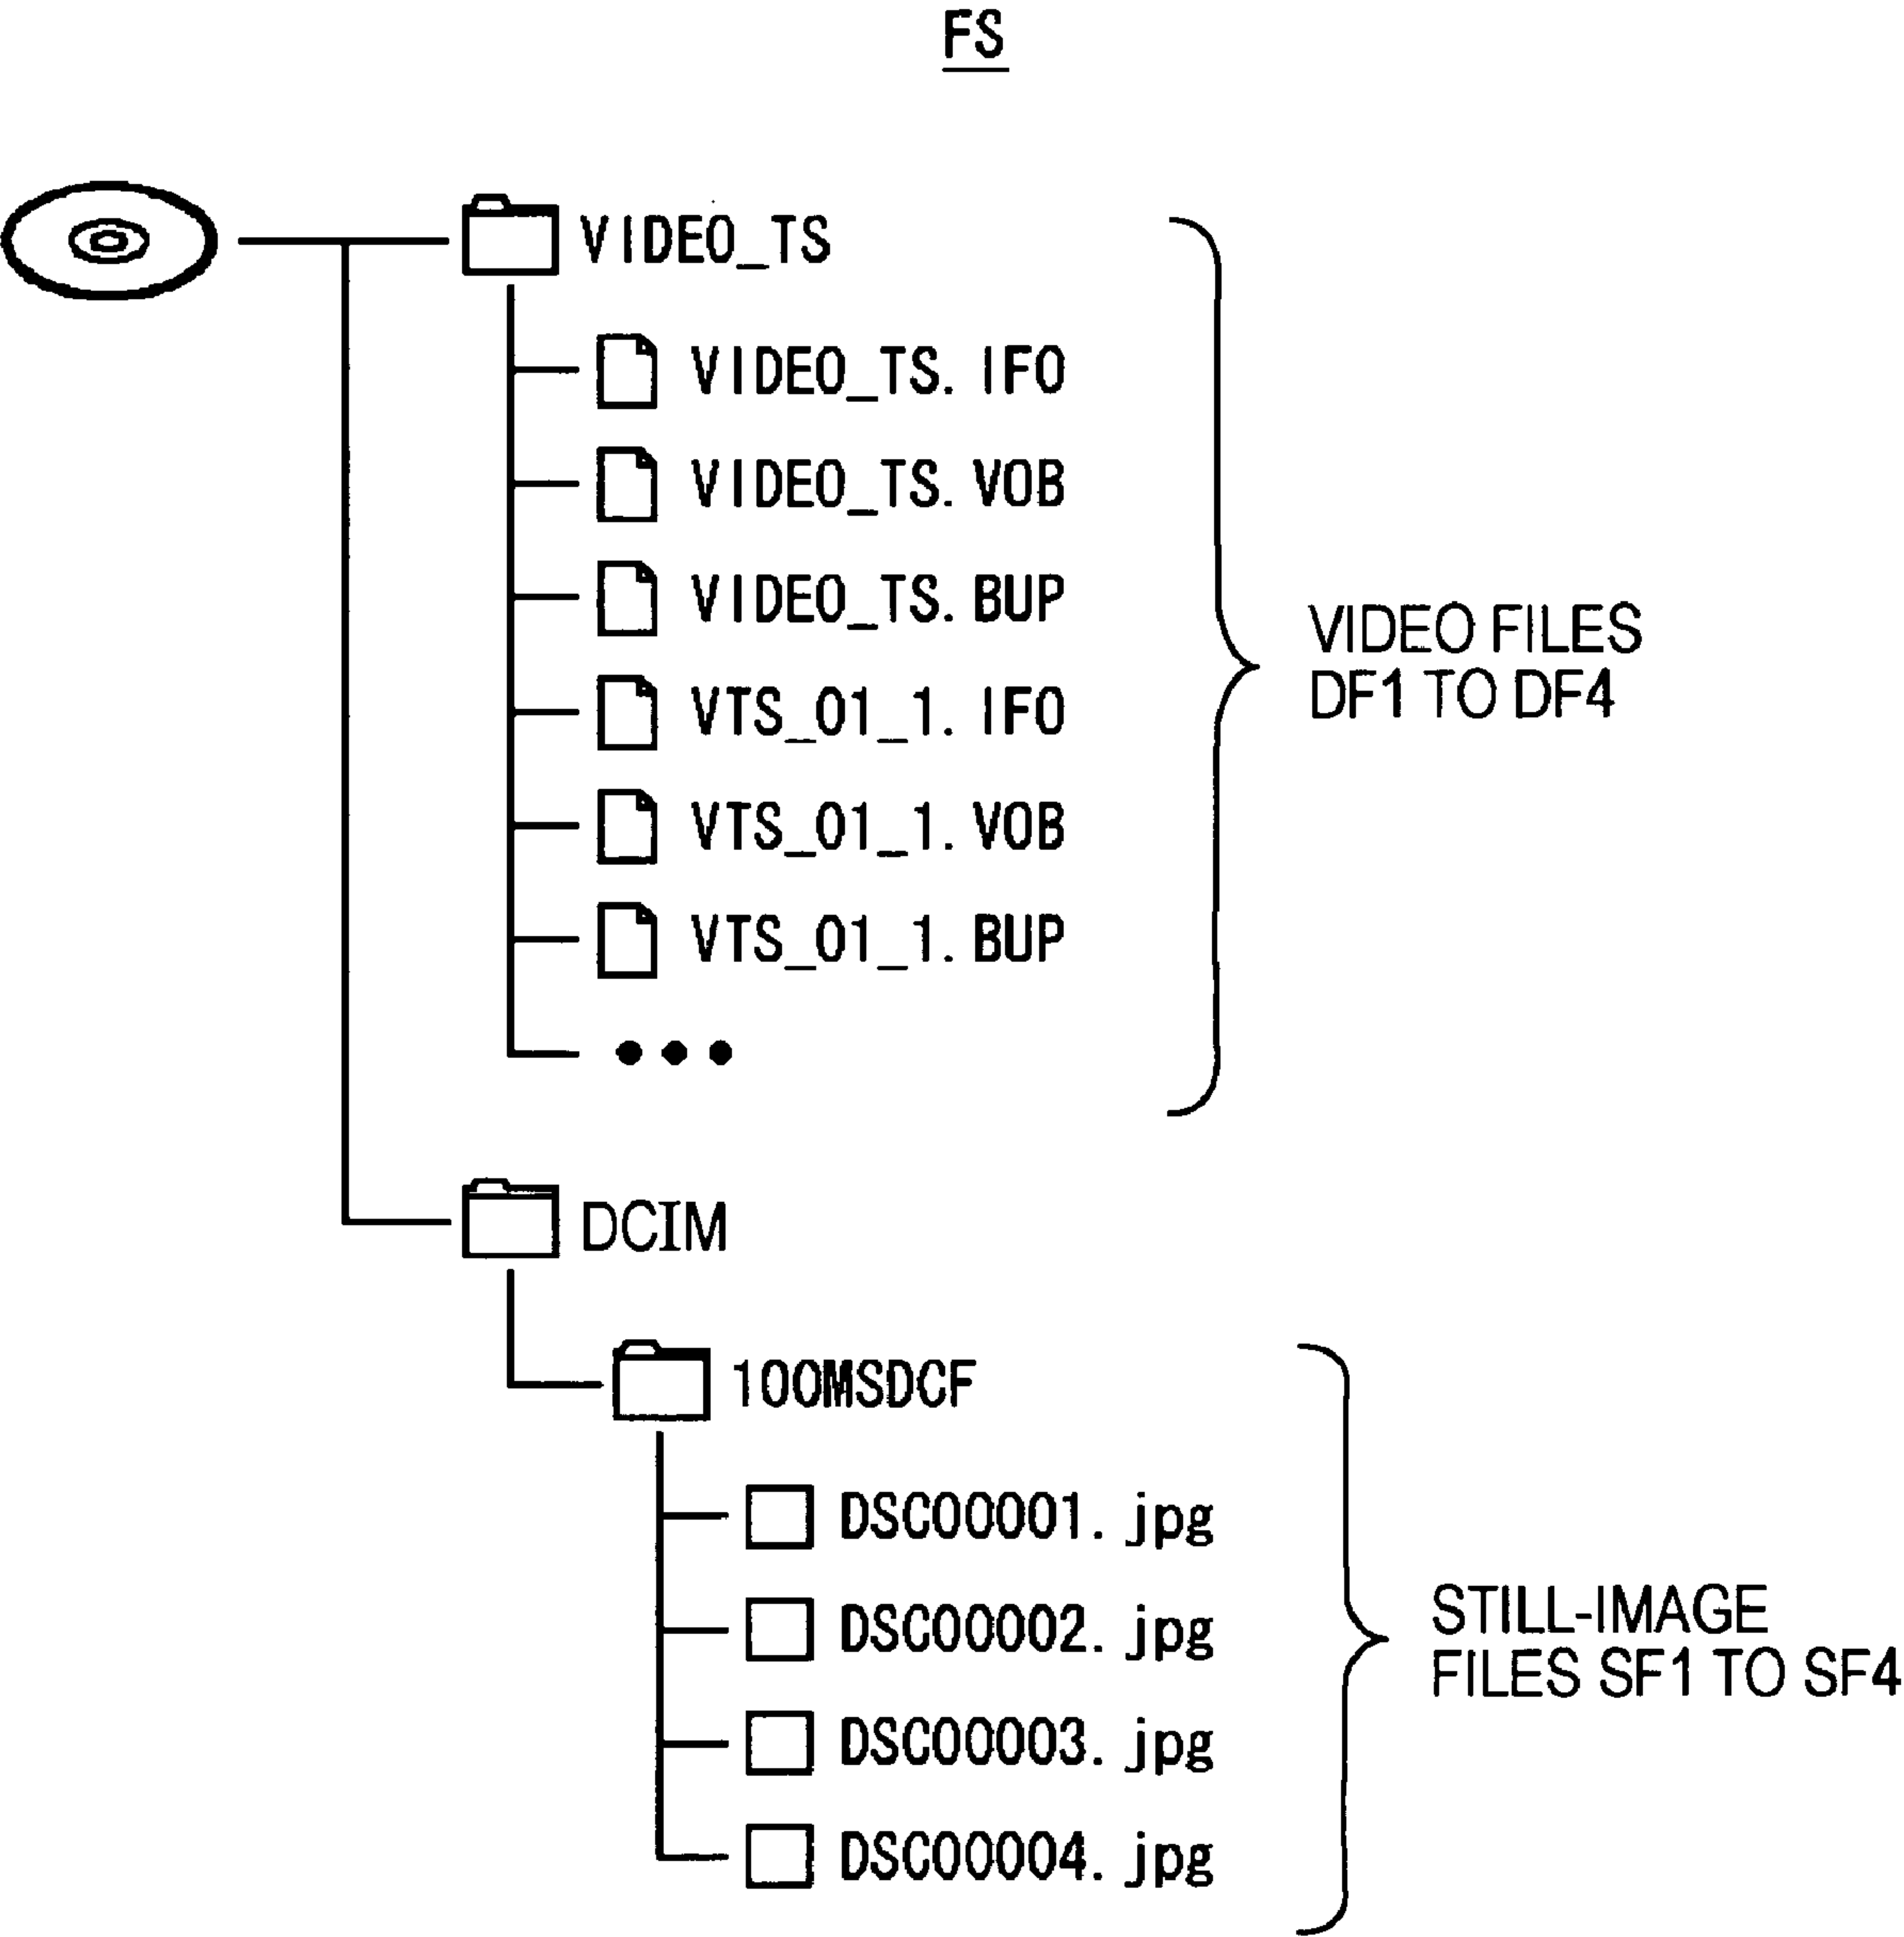 FS
VIDEO_TS
VIDEO_TS. IFO
VIDEO_TS. VOB
VIDEO_TS. BUP
VTS_01_1. IFO
VTS_01_1. VOB
VTS_01_1. BUP
VIDEO FILES
DF1 TO DF4
DCIM
100MSDCF
DSC00001. jpg
DSC00002. jpg
DSC00003. jpg
DSC00004. jpg
STILL-IMAGE
FILES SF1 TO SF4